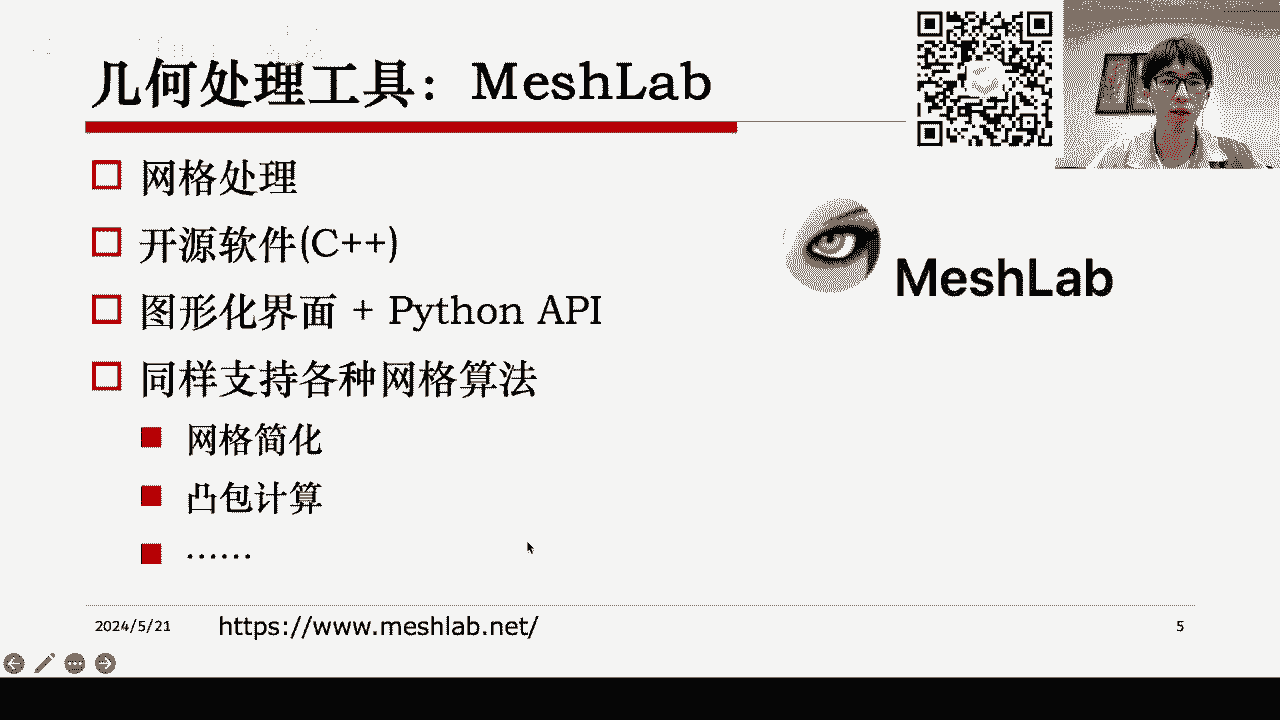 几何处理工具：MeshLab
网格处理
开源软件(C++)
图形化界面 + Python API
同样支持各种网格算法
网格简化
凸包计算
……
MeshLab
2024/5/21
https://www.meshlab.net/
5